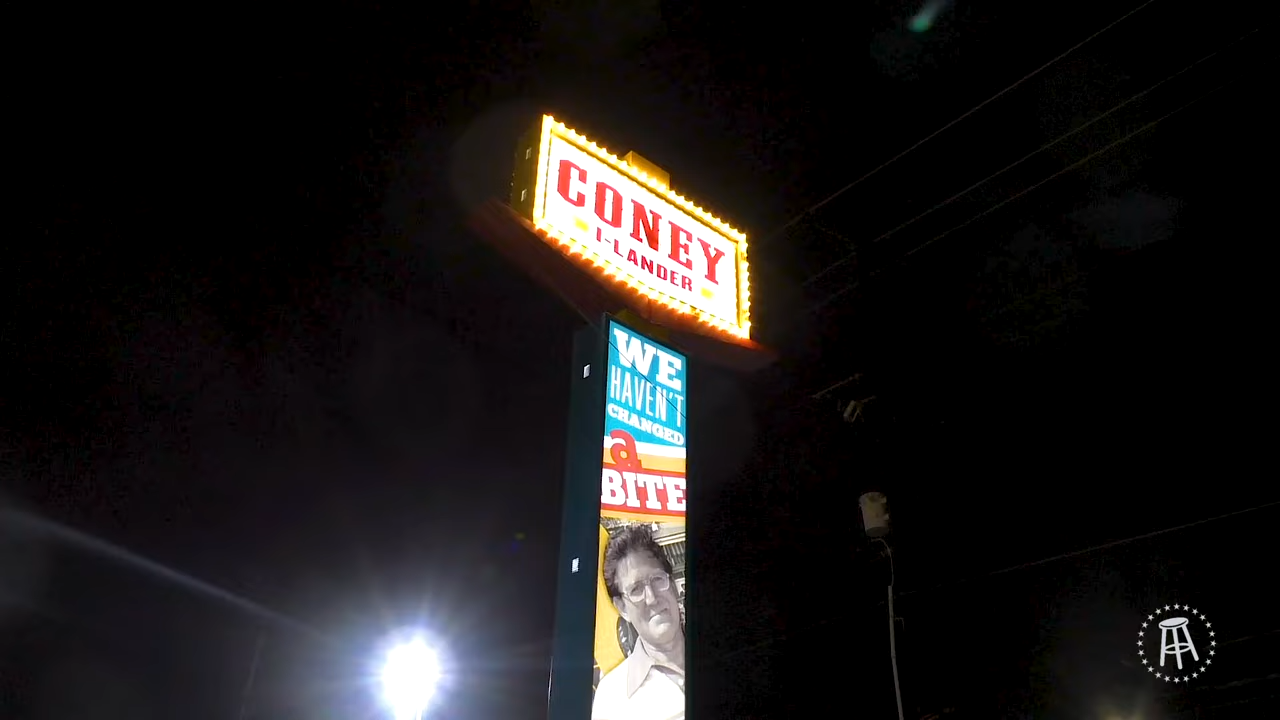 CONEY
I-LANDER
WE
HAVEN'T
CHANGED
a
BITE